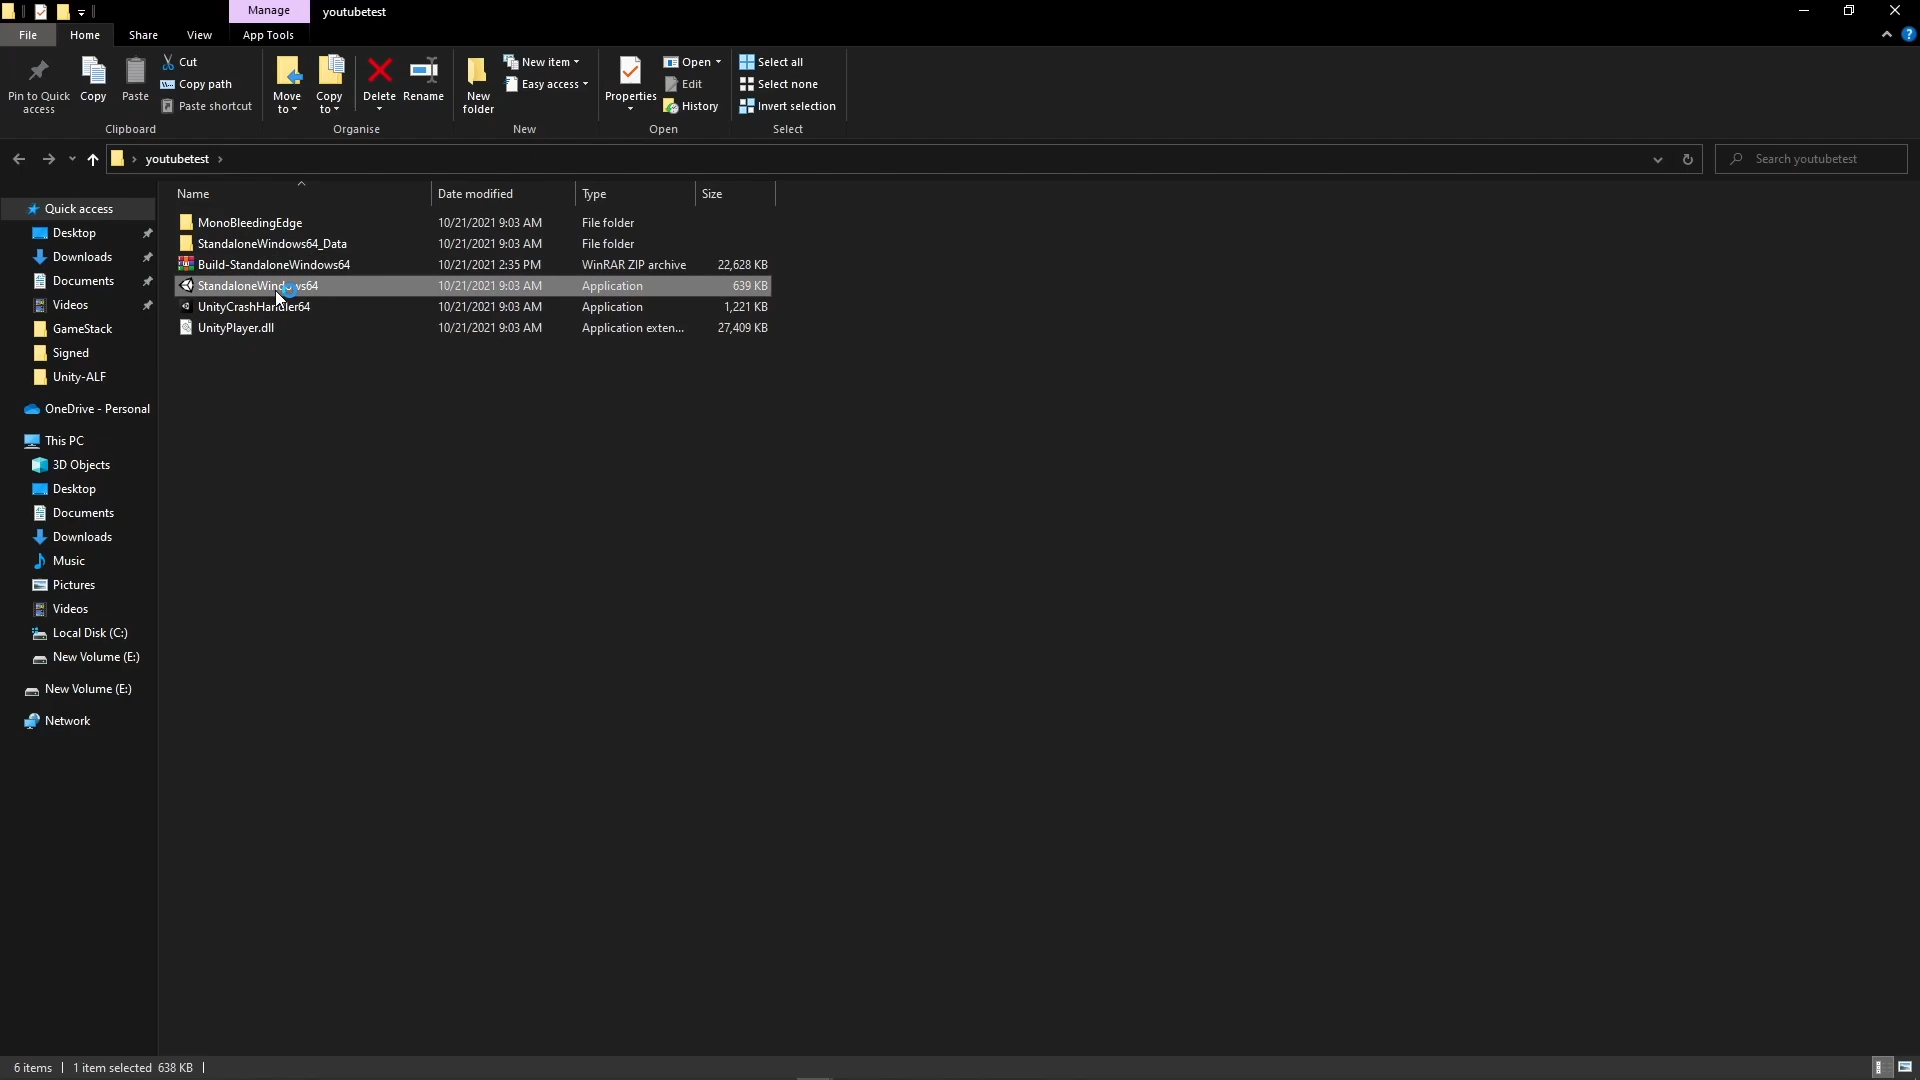 Manage
youtubetest
File
Home
Share
View
App Tools
Pin to Quick
access
Copy
Paste
Cut
Copy path
Paste shortcut
Clipboard
Move
to
Copy
to
Delete
Rename
Organise
New
folder
New item
Easy access
New
Properties
Open
Edit
History
Open
Select all
Select none
Invert selection
Select
youtubetest
Search youtubetest
Name
Date modified
Type
Size
MonoBleedingEdge 10/21/2021 9:03 AM File folder
StandaloneWindows64_Data 10/21/2021 9:03 AM File folder
Build-StandaloneWindows64 10/21/2021 2:35 PM WinRAR ZIP archive 22,628 KB
StandaloneWindows64 10/21/2021 9:03 AM Application 639 KB
UnityCrashHandler64 10/21/2021 9:03 AM Application 1,221 KB
UnityPlayer.dll 10/21/2021 9:03 AM Application exten... 27,409 KB
Quick access
Desktop
Downloads
Documents
Videos
GameStack
Signed
Unity-ALF
OneDrive - Personal
This PC
3D Objects
Desktop
Documents
Downloads
Music
Pictures
Videos
Local Disk (C:)
New Volume (E:)
New Volume (E:)
Network
6 items
1 item selected 638 KB